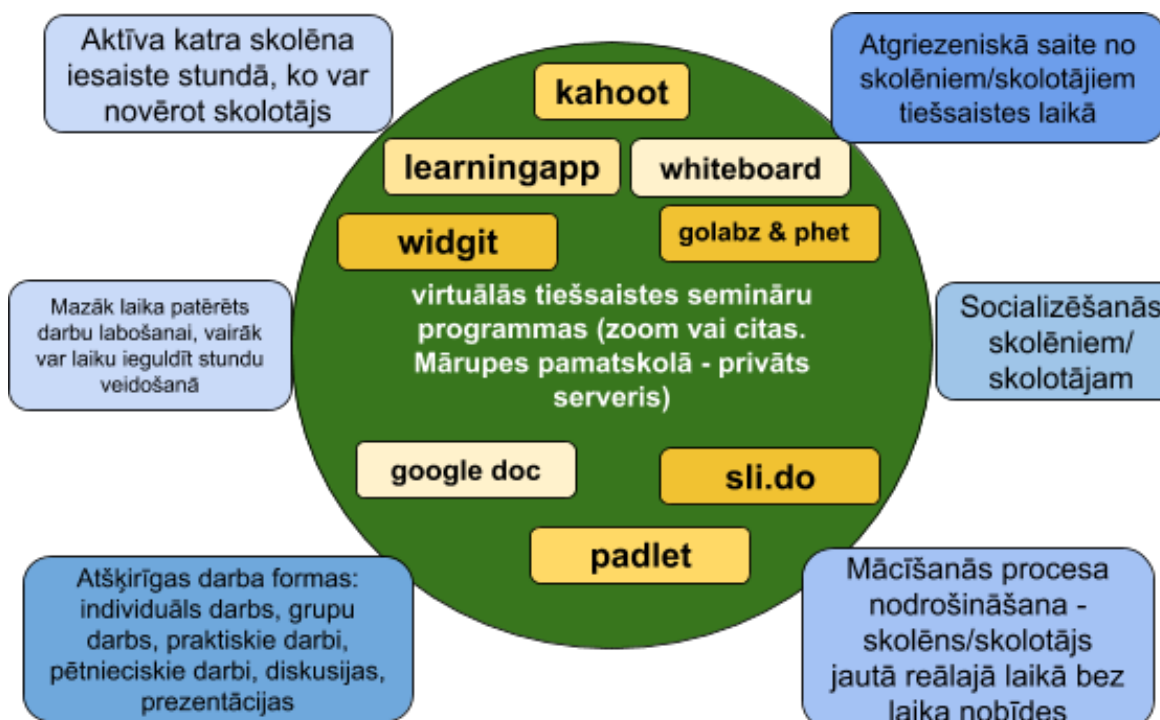 Aktīva katra skolēna
iesaiste stundā, ko var
novērot skolotājs
Atgriezeniskā saite no
skolēniem/skolotājiem
tiešsaistes laikā
kahoot
learningapp
whiteboard
widgit
golabz & phet
Mazāk laika patērēts
darbu labošanai, vairāk
var laiku ieguldīt stundu
veidošanā
virtuālās tiešsaistes semināru
programmas (zoom vai citas.
Mārupes pamatskolā - privāts
serveris)
Socializēšanās
skolēniem/
skolotājam
google doc
sli.do
padlet
Atšķirīgas darba formas:
individuāls darbs, grupu
darbs, praktiskie darbi,
pētnieciskie darbi, diskusijas,
prezentācijas
Mācīšanās procesa
nodrošināšana -
skolēns/skolotājs
jautā reālajā laikā bez
laika nobīdes